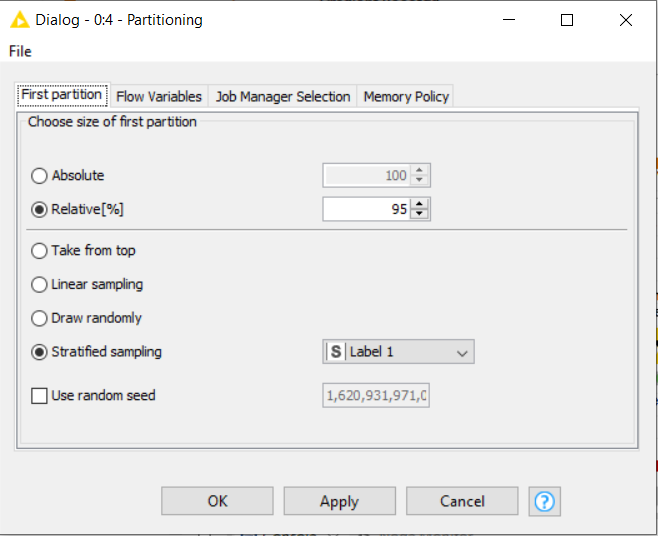 Dialog - 0:4 - Partitioning
File
First partition Flow Variables Job Manager Selection Memory Policy
Choose size of first partition
Absolute 100
Relative[%] 95
Take from top
Linear sampling
Draw randomly
Stratified sampling S Label 1
Use random seed 1,620,931,971,0
OK Apply Cancel ?